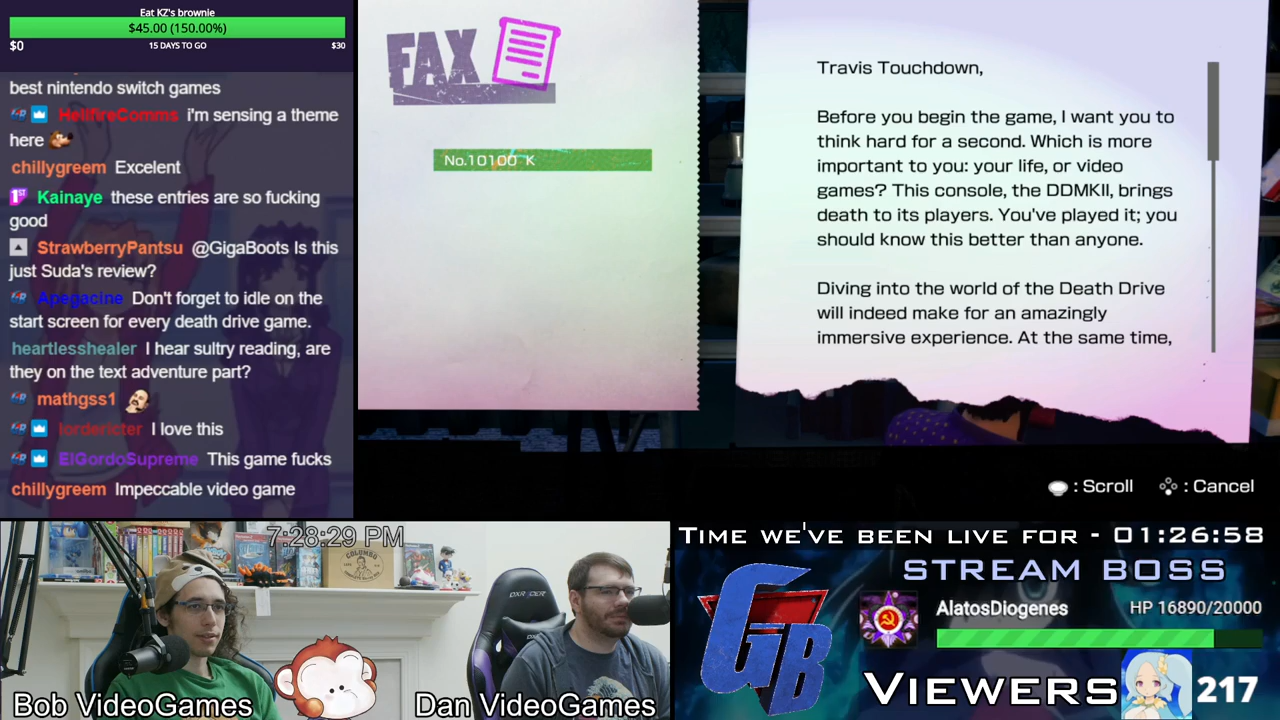 Eat KZ's brownie
$45.00 (150.00%)
$0 15 DAYS TO GO $30
best nintendo switch games
HellfireComms i'm sensing a theme
here
chillygreem Excelent
Kainaye these entries are so fucking
good
StrawberryPantsu @GigaBoots Is this
just Suda's review?
Apegacine Don't forget to idle on the
start screen for every death drive game.
heartlesshealer I hear sultry reading, are
they on the text adventure part?
mathgss1
lordericter I love this
ElGordoSupreme This game fucks
chillygreem Impeccable video game
FAX
No.10100 K
Travis Touchdown,
Before you begin the game, I want you to
think hard for a second. Which is more
important to you: your life, or video
games? This console, the DDMKII, brings
death to its players. You've played it; you
should know this better than anyone.
Diving into the world of the Death Drive
will indeed make for an amazingly
immersive experience. At the same time,
: Scroll : Cancel
7:28:29 PM
COLUMBO
DXRACER
Bob VideoGames
Dan VideoGames
Time we've been live for - 01:26:58
STREAM BOSS
AlatosDiogenes HP 16890/20000
GB
Viewers 217